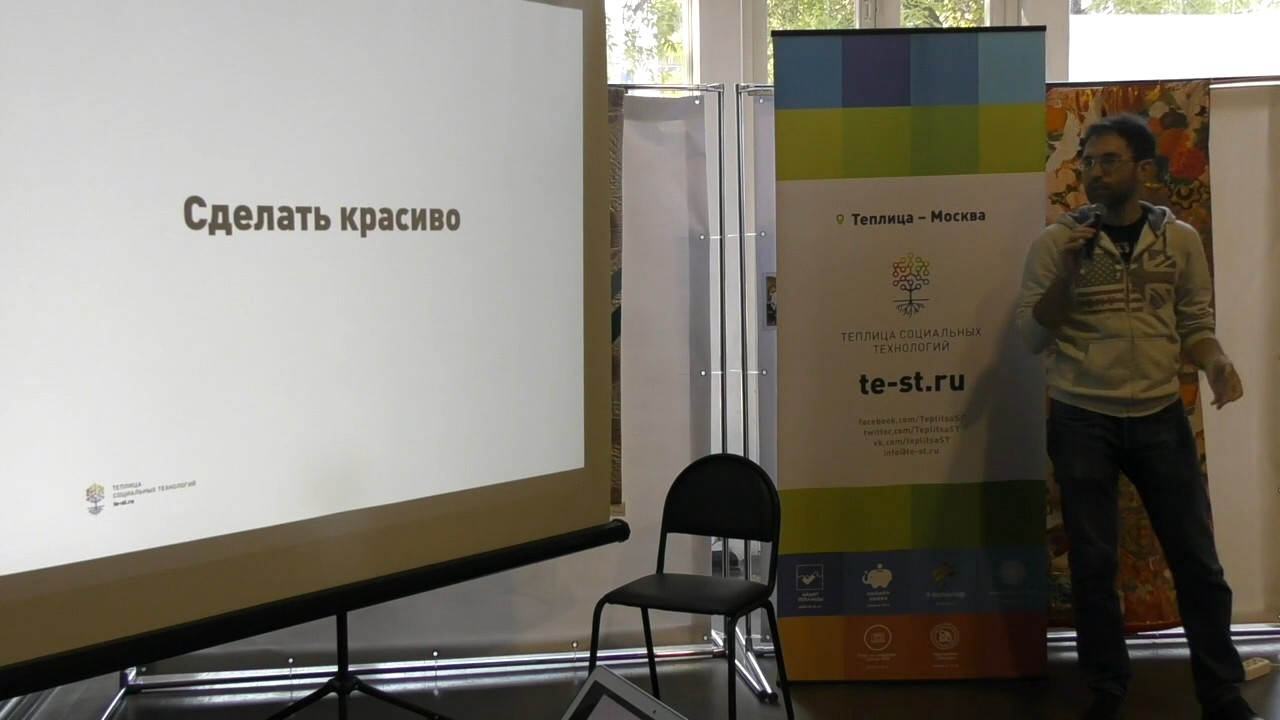 Сделать красиво
ТЕПЛИЦА
СОЦИАЛЬНЫХ ТЕХНОЛОГИЙ
te-st.ru
Теплица – Москва
ТЕПЛИЦА СОЦИАЛЬНЫХ
ТЕХНОЛОГИЙ
te-st.ru
facebook.com/TeplitsaST
twitter.com/TeplitsaST
vk.com/teplitsaST
info@te-st.ru